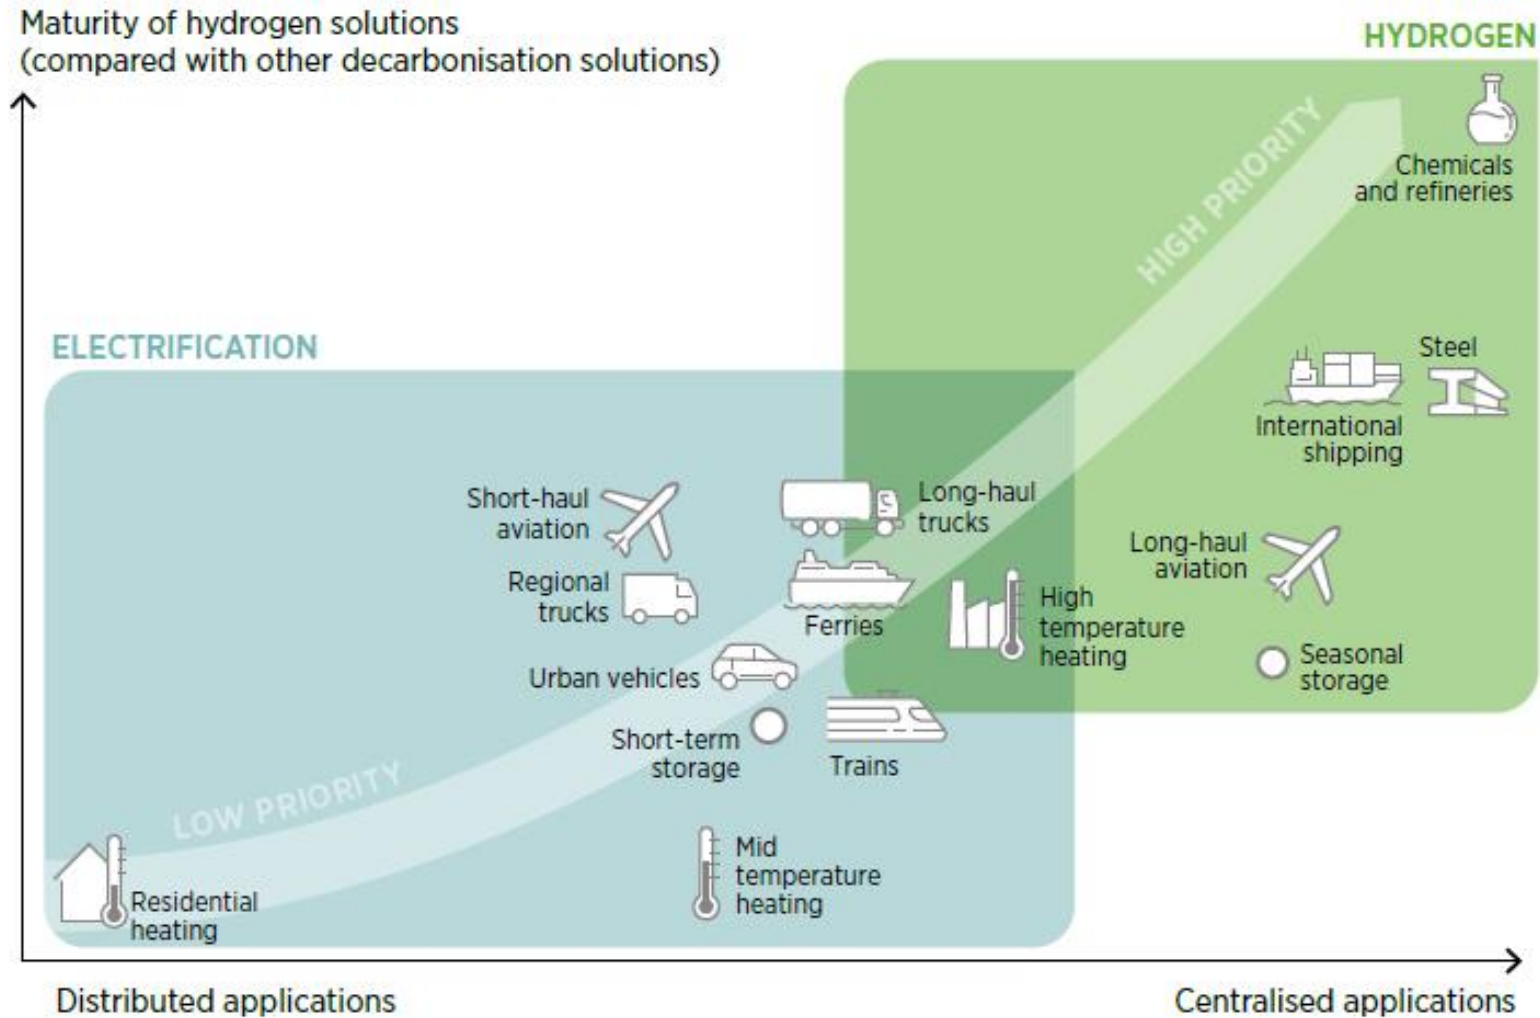 Maturity of hydrogen solutions
(compared with other decarbonisation solutions)
HYDROGEN
HIGH PRIORITY
Chemicals
and refineries
ELECTRIFICATION
Steel
International
shipping
Short-haul
aviation
Long-haul
trucks
Long-haul
aviation
Regional
trucks
Ferries
High
temperature
heating
Urban vehicles
Seasonal
storage
Short-term
storage
Trains
LOW PRIORITY
Mid
temperature
heating
Residential
heating
Distributed applications
Centralised applications